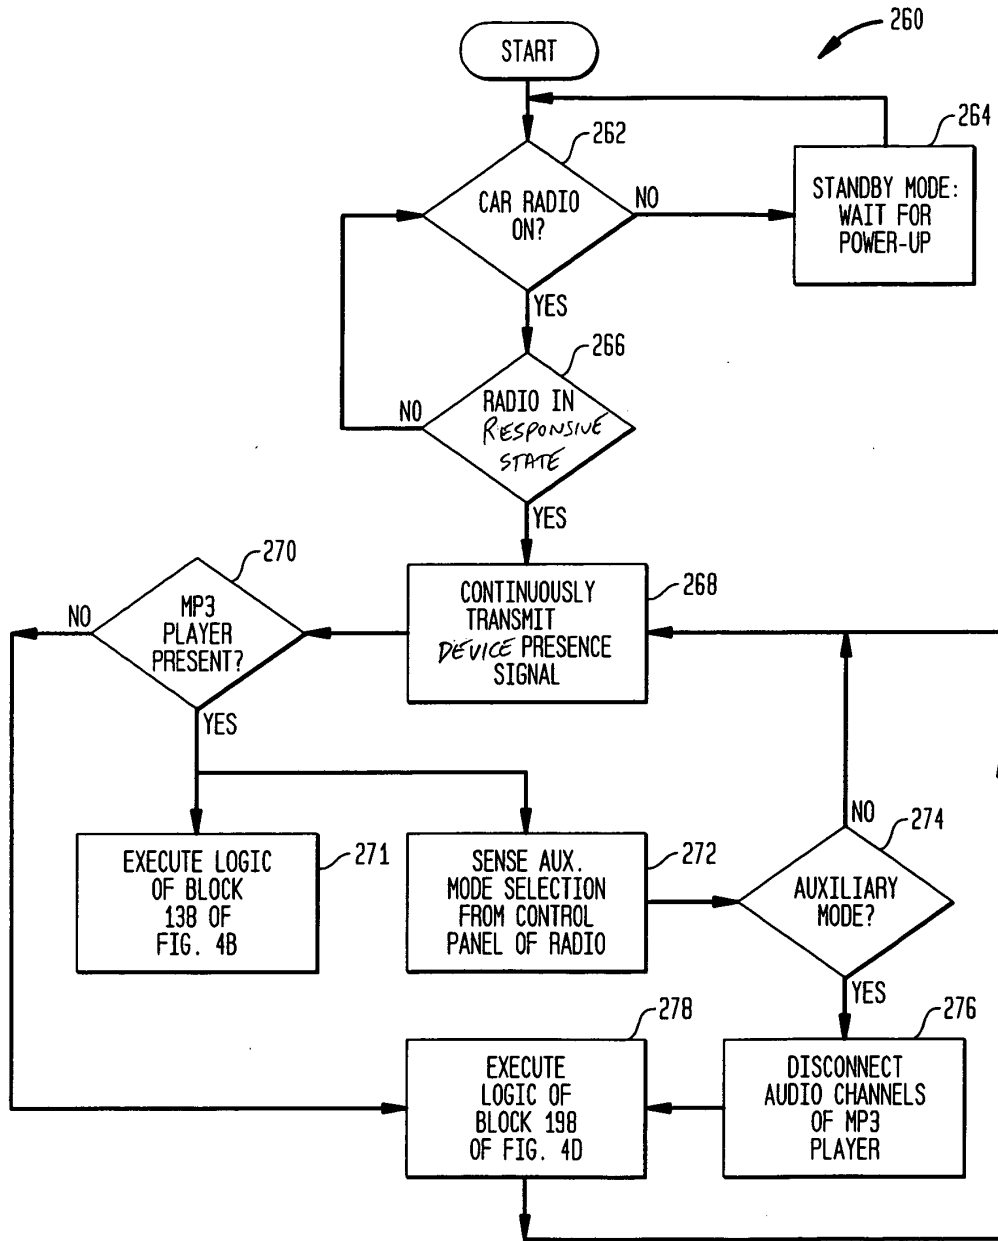 260
START
262
264
CAR RADIO
ON?
NO
STANDBY MODE:
WAIT FOR
POWER-UP
YES
266
RADIO IN
RESPONSIVE
STATE
NO
YES
270
268
MP3
PLAYER
PRESENT?
NO
CONTINUOUSLY
TRANSMIT
DEVICE PRESENCE
SIGNAL
YES
NO
271
272
274
EXECUTE LOGIC
OF BLOCK
138 OF
FIG. 4B
SENSE AUX.
MODE SELECTION
FROM CONTROL
PANEL OF RADIO
AUXILIARY
MODE?
YES
278
276
EXECUTE
LOGIC OF
BLOCK 198
OF FIG. 4D
DISCONNECT
AUDIO CHANNELS
OF MP3
PLAYER